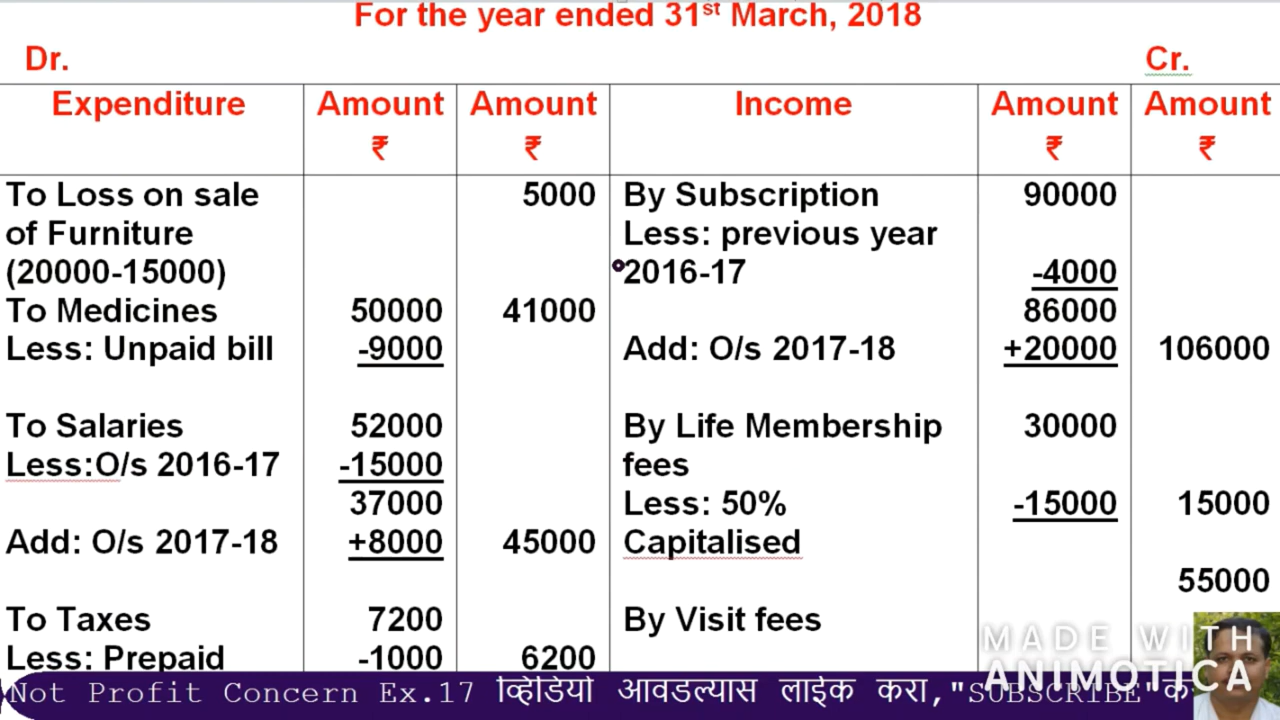 For the year ended 31st March, 2018
Dr. Cr.
Expenditure Amount Amount Income Amount Amount
₹ ₹ ₹ ₹
To Loss on sale 5000 By Subscription 90000
of Furniture Less: previous year
(20000-15000) 2016-17 -4000
To Medicines 50000 41000 86000
Less: Unpaid bill -9000 Add: O/s 2017-18 +20000 106000
To Salaries 52000 By Life Membership 30000
Less:O/s 2016-17 -15000 fees
37000 Less: 50% -15000 15000
Add: O/s 2017-18 +8000 45000 Capitalised
55000
To Taxes 7200 By Visit fees
Less: Prepaid -1000 6200
MADE WITH
ANIMOTICA
Not Profit Concern Ex.17 व्हिडियो आवडल्यास लाईक करा,"SUBSCRIBE"क